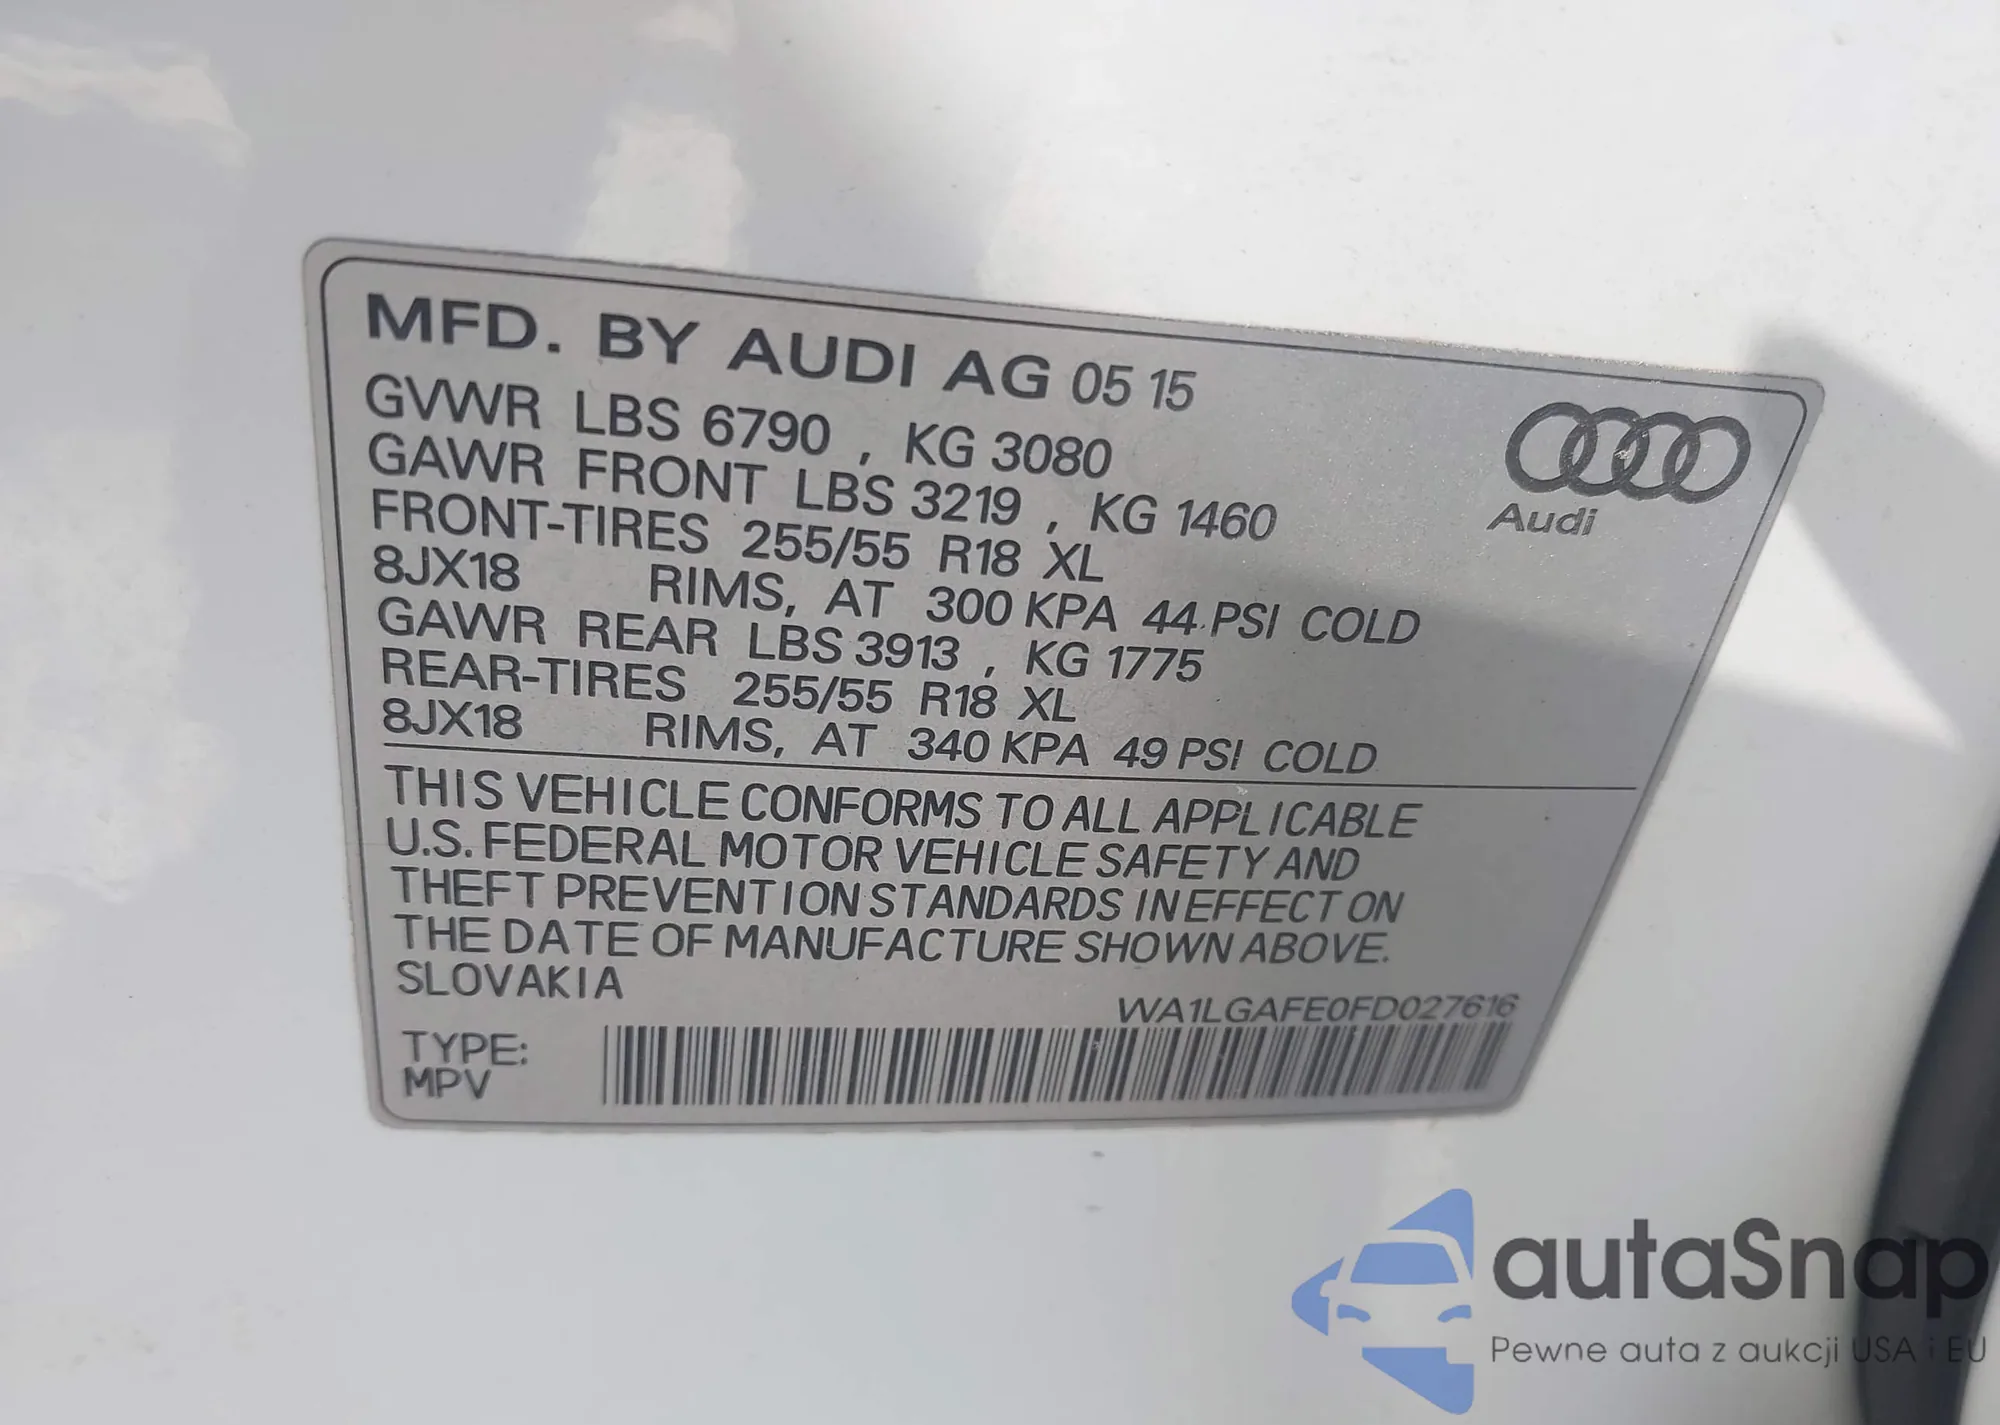 MFD. BY AUDI AG 05 15
GVWR LBS 6790 , KG 3080
GAWR FRONT LBS 3219 , KG 1460
FRONT-TIRES 255/55 R18 XL
8JX18 RIMS, AT 300 KPA 44 PSI COLD
GAWR REAR LBS 3913 , KG 1775
REAR-TIRES 255/55 R18 XL
8JX18 RIMS, AT 340 KPA 49 PSI COLD
Audi
THIS VEHICLE CONFORMS TO ALL APPLICABLE
U.S. FEDERAL MOTOR VEHICLE SAFETY AND
THEFT PREVENTION STANDARDS IN EFFECT ON
THE DATE OF MANUFACTURE SHOWN ABOVE.
SLOVAKIA
WA1LGAFE0FD027616
TYPE:
MPV
autaSnap
Pewne auta z aukcji USA i EU